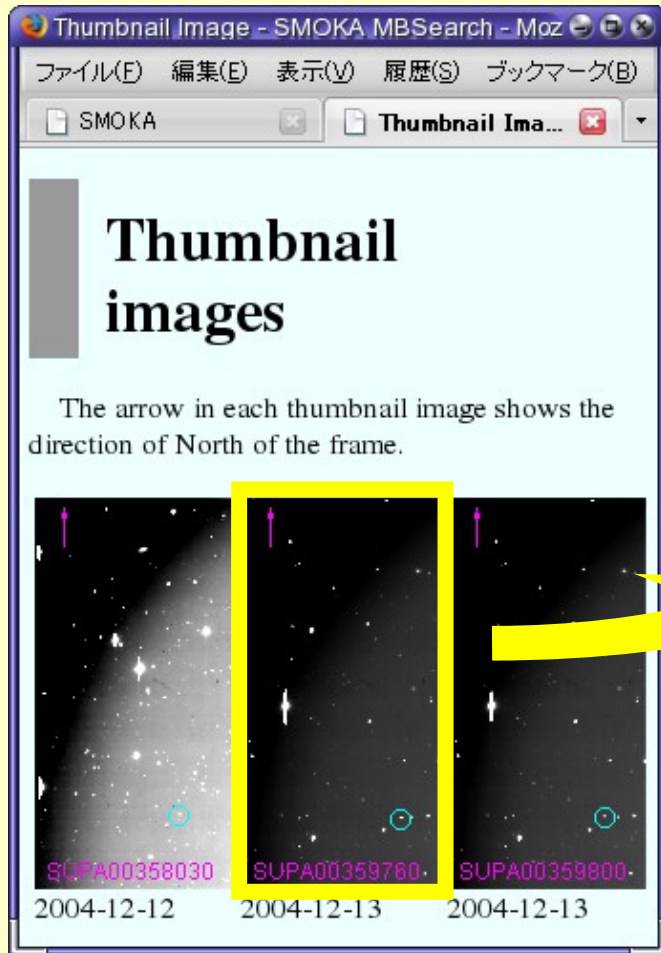 Thumbnail Image - SMOKA MBSearch - Moz
ファイル(F) 編集(E) 表示(V) 履歴(S) ブックマーク(B)
SMOKA Thumbnail Ima...
Thumbnail
images
The arrow in each thumbnail image shows the
direction of North of the frame.
SUPA00358030 SUPA00359760 SUPA00359800
2004-12-12 2004-12-13 2004-12-13